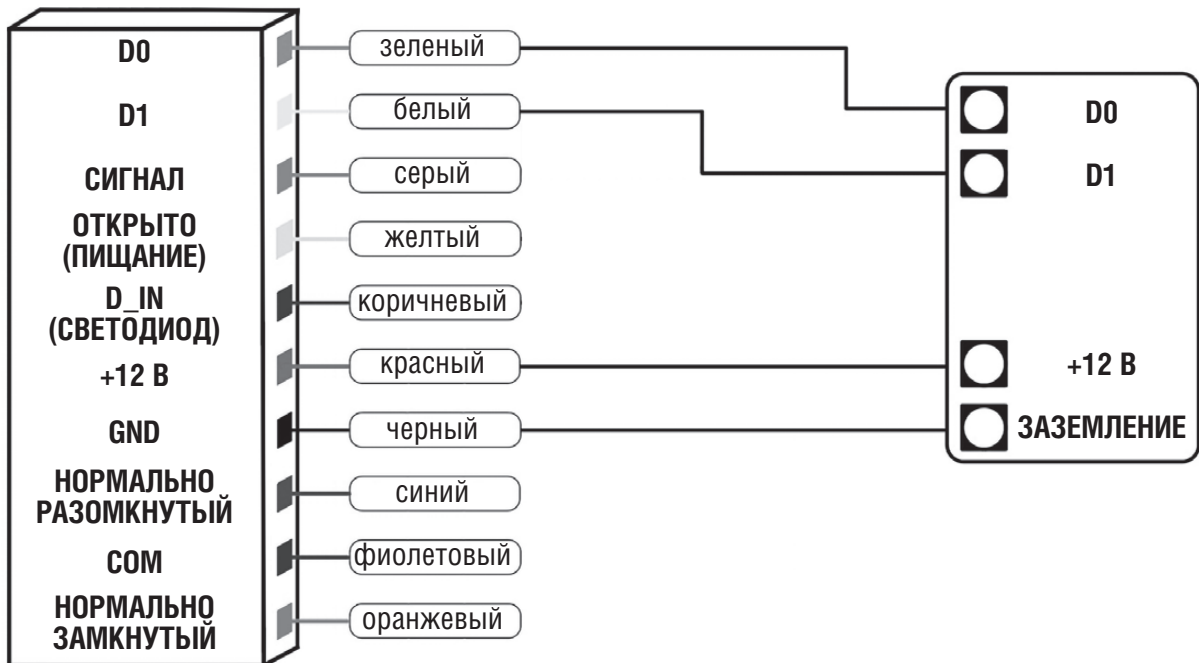 D0
зеленый
D1
белый
СИГНАЛ
серый
ОТКРЫТО
(ПИЩАНИЕ)
желтый
D_IN
(СВЕТОДИОД)
коричневый
+12 В
красный
GND
черный
НОРМАЛЬНО
РАЗОМКНУТЫЙ
синий
COM
фиолетовый
НОРМАЛЬНО
ЗАМКНУТЫЙ
оранжевый
D0
D1
+12 В
ЗАЗЕМЛЕНИЕ